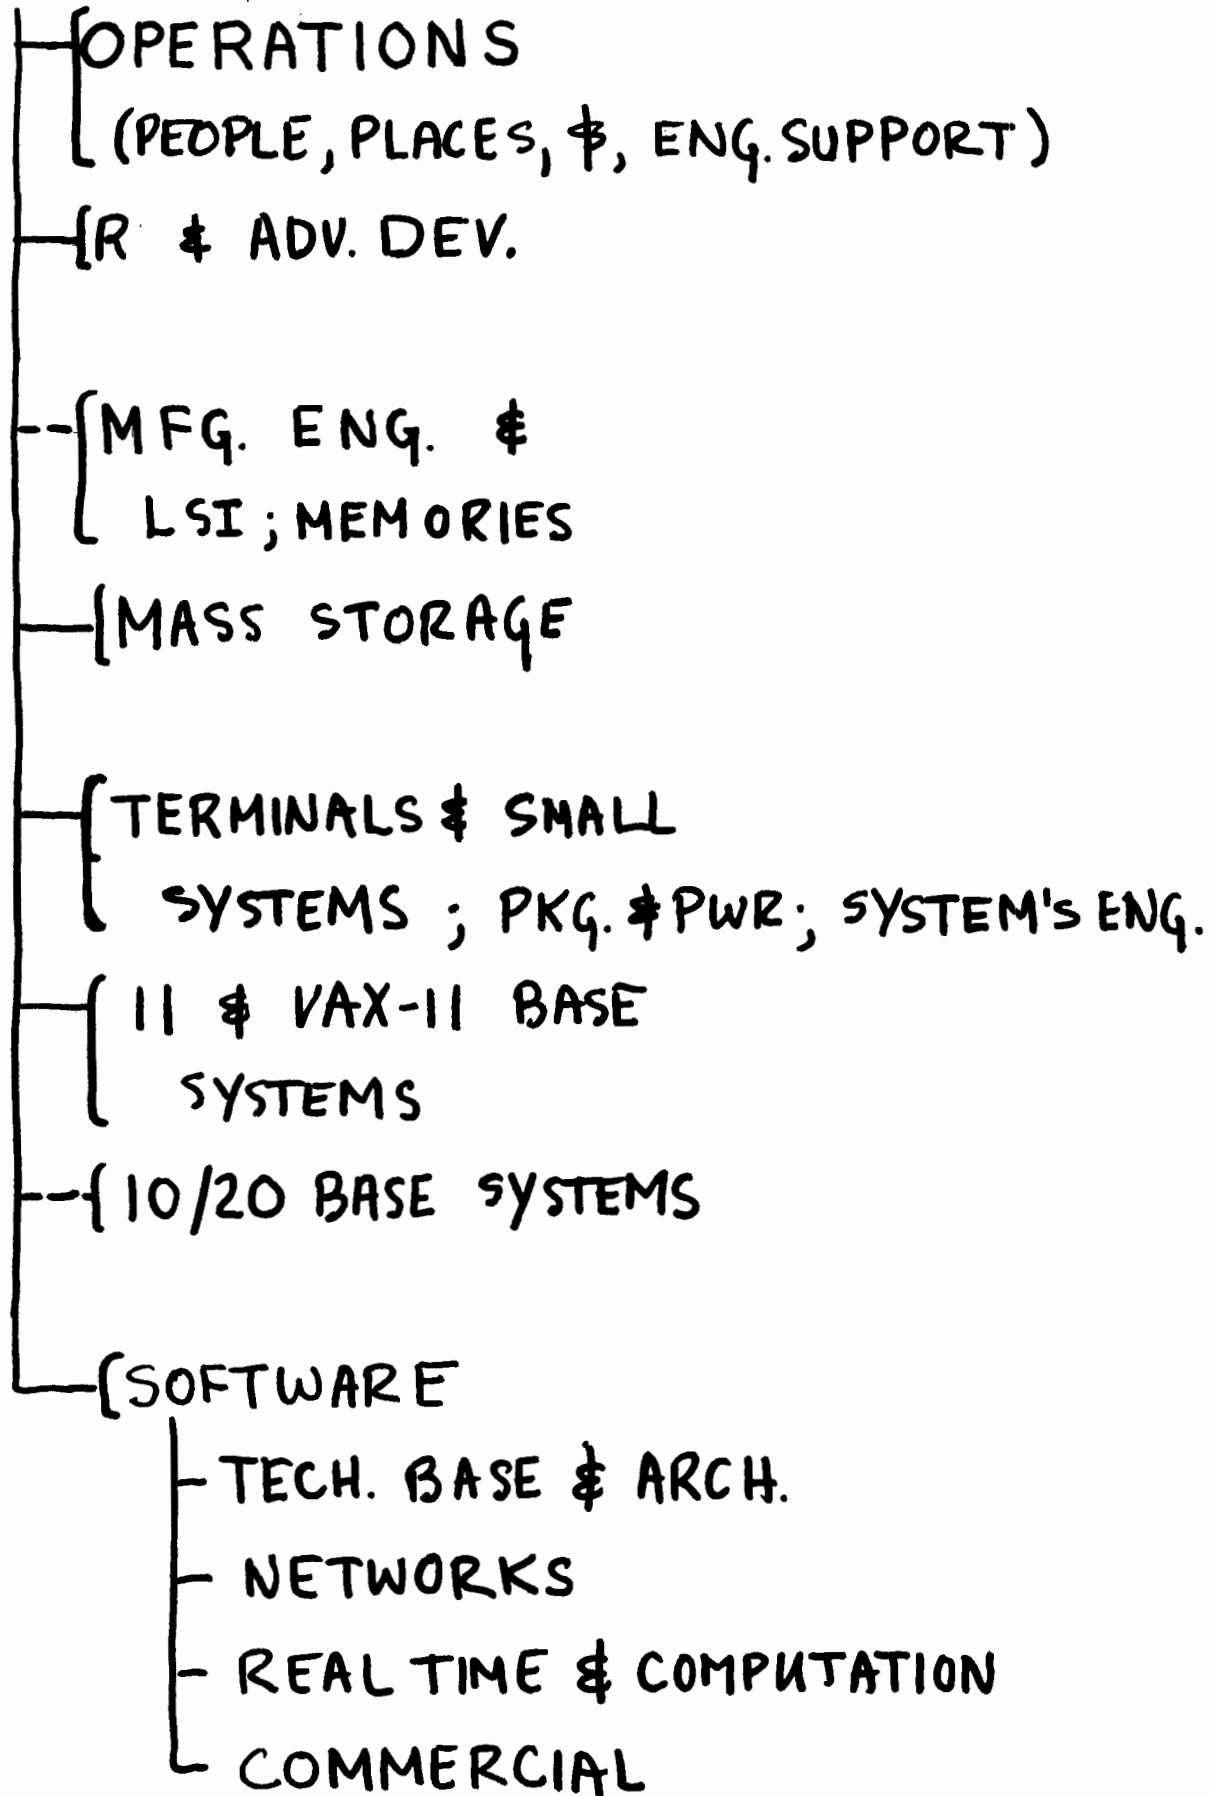 OPERATIONS
(PEOPLE, PLACES, $, ENG. SUPPORT)
R & ADV. DEV.
MFG. ENG. &
LSI; MEMORIES
MASS STORAGE
TERMINALS & SMALL
SYSTEMS ; PKG. & PWR; SYSTEM'S ENG.
11 & VAX-11 BASE
SYSTEMS
10/20 BASE SYSTEMS
SOFTWARE
TECH. BASE & ARCH.
NETWORKS
REAL TIME & COMPUTATION
COMMERCIAL